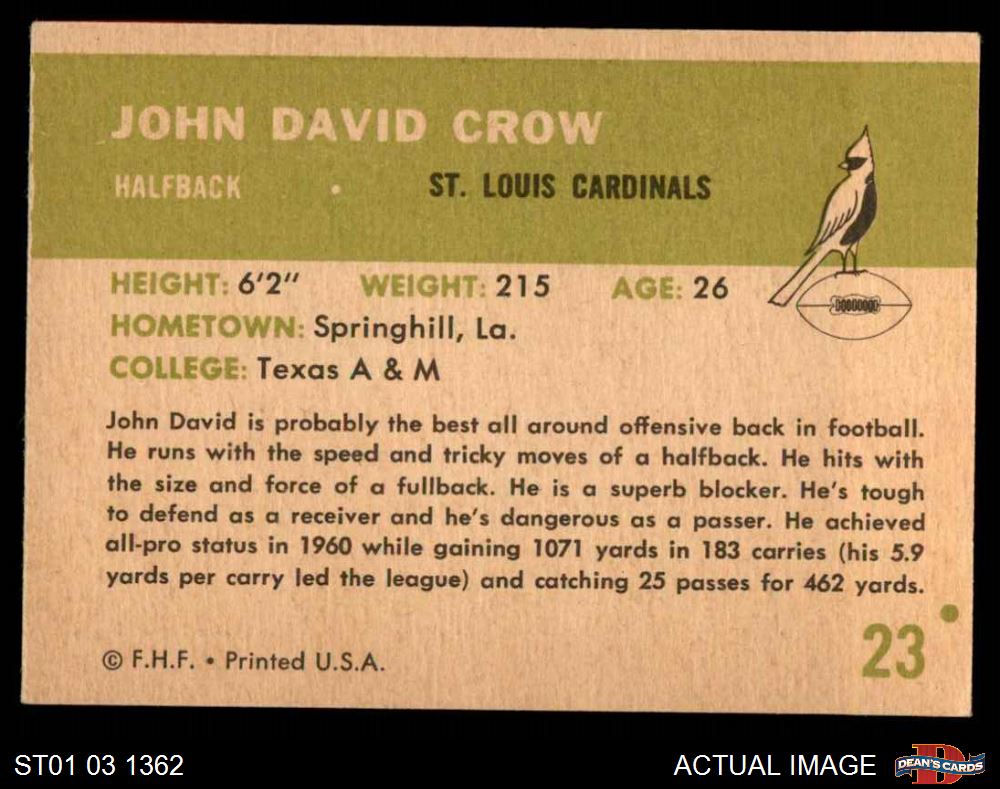 JOHN DAVID CROW
HALFBACK • ST. LOUIS CARDINALS
HEIGHT: 6'2" WEIGHT: 215 AGE: 26
HOMETOWN: Springhill, La.
COLLEGE: Texas A & M
John David is probably the best all around offensive back in football.
He runs with the speed and tricky moves of a halfback. He hits with
the size and force of a fullback. He is a superb blocker. He's tough
to defend as a receiver and he's dangerous as a passer. He achieved
all-pro status in 1960 while gaining 1071 yards in 183 carries (his 5.9
yards per carry led the league) and catching 25 passes for 462 yards.
© F.H.F. • Printed U.S.A.
23
ST01 03 1362
ACTUAL IMAGE
D
DEAN'S CARDS